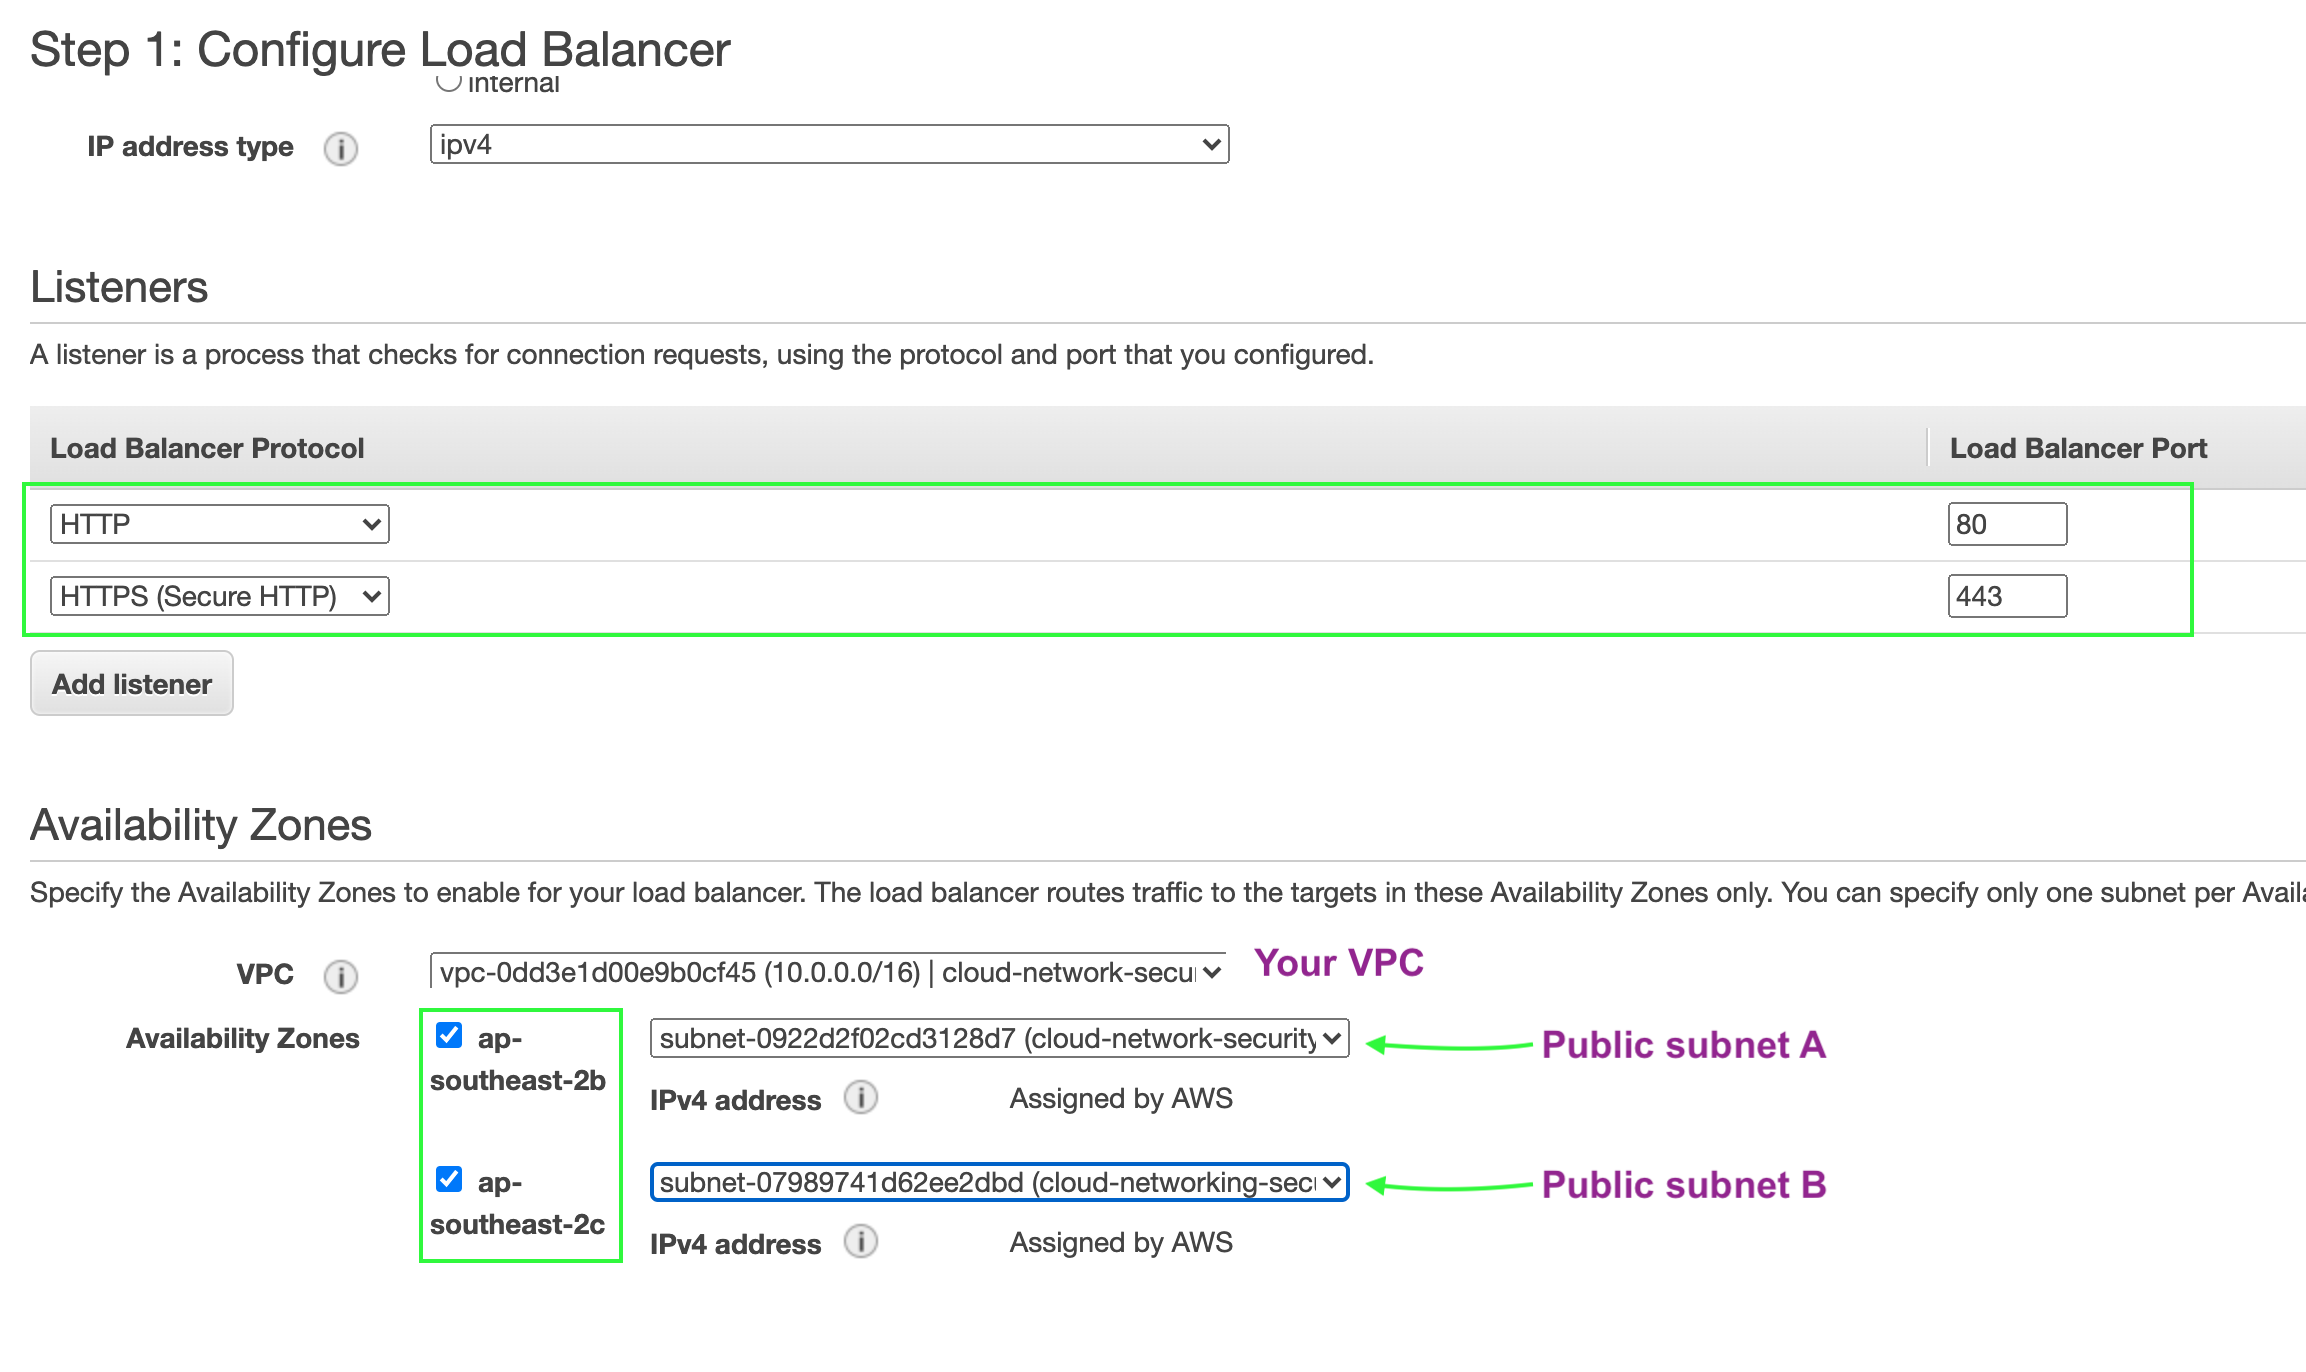 Step 1: Configure Load Balancer
internal
IP address type i ipv4
Listeners
A listener is a process that checks for connection requests, using the protocol and port that you configured.
Load Balancer Protocol Load Balancer Port
HTTP 80
HTTPS (Secure HTTP) 443
Add listener
Availability Zones
Specify the Availability Zones to enable for your load balancer. The load balancer routes traffic to the targets in these Availability Zones only. You can specify only one subnet per
VPC i vpc-0dd3e1d00e9b0cf45 (10.0.0.0/16) | cloud-network-secu Your VPC
Availability Zones ap- subnet-0922d2f02cd3128d7 (cloud-network-security Public subnet A
southeast-2b IPv4 address i Assigned by AWS
ap- subnet-07989741d62ee2dbd (cloud-networking-sec Public subnet B
southeast-2c IPv4 address i Assigned by AWS